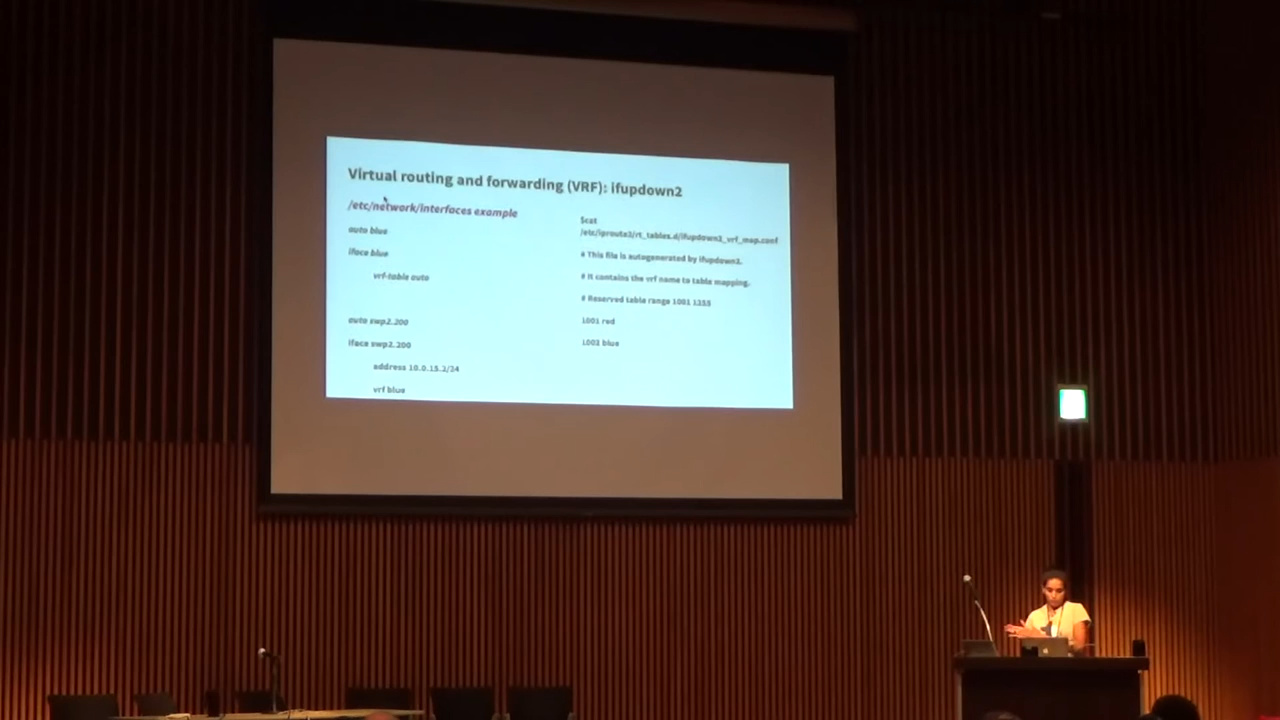 Virtual routing and forwarding (VRF): ifupdown2
/etc/network/interfaces example
auto blue
iface blue
vrf-table auto
auto swp2.200
iface swp2.200
address 10.0.15.2/24
vrf blue
$cat
/etc/iproute2/rt_tables.d/ifupdown2_vrf_map.conf
# This file is autogenerated by ifupdown2.
# It contains the vrf name to table mapping.
# Reserved table range 1001 1255
1001 red
1002 blue